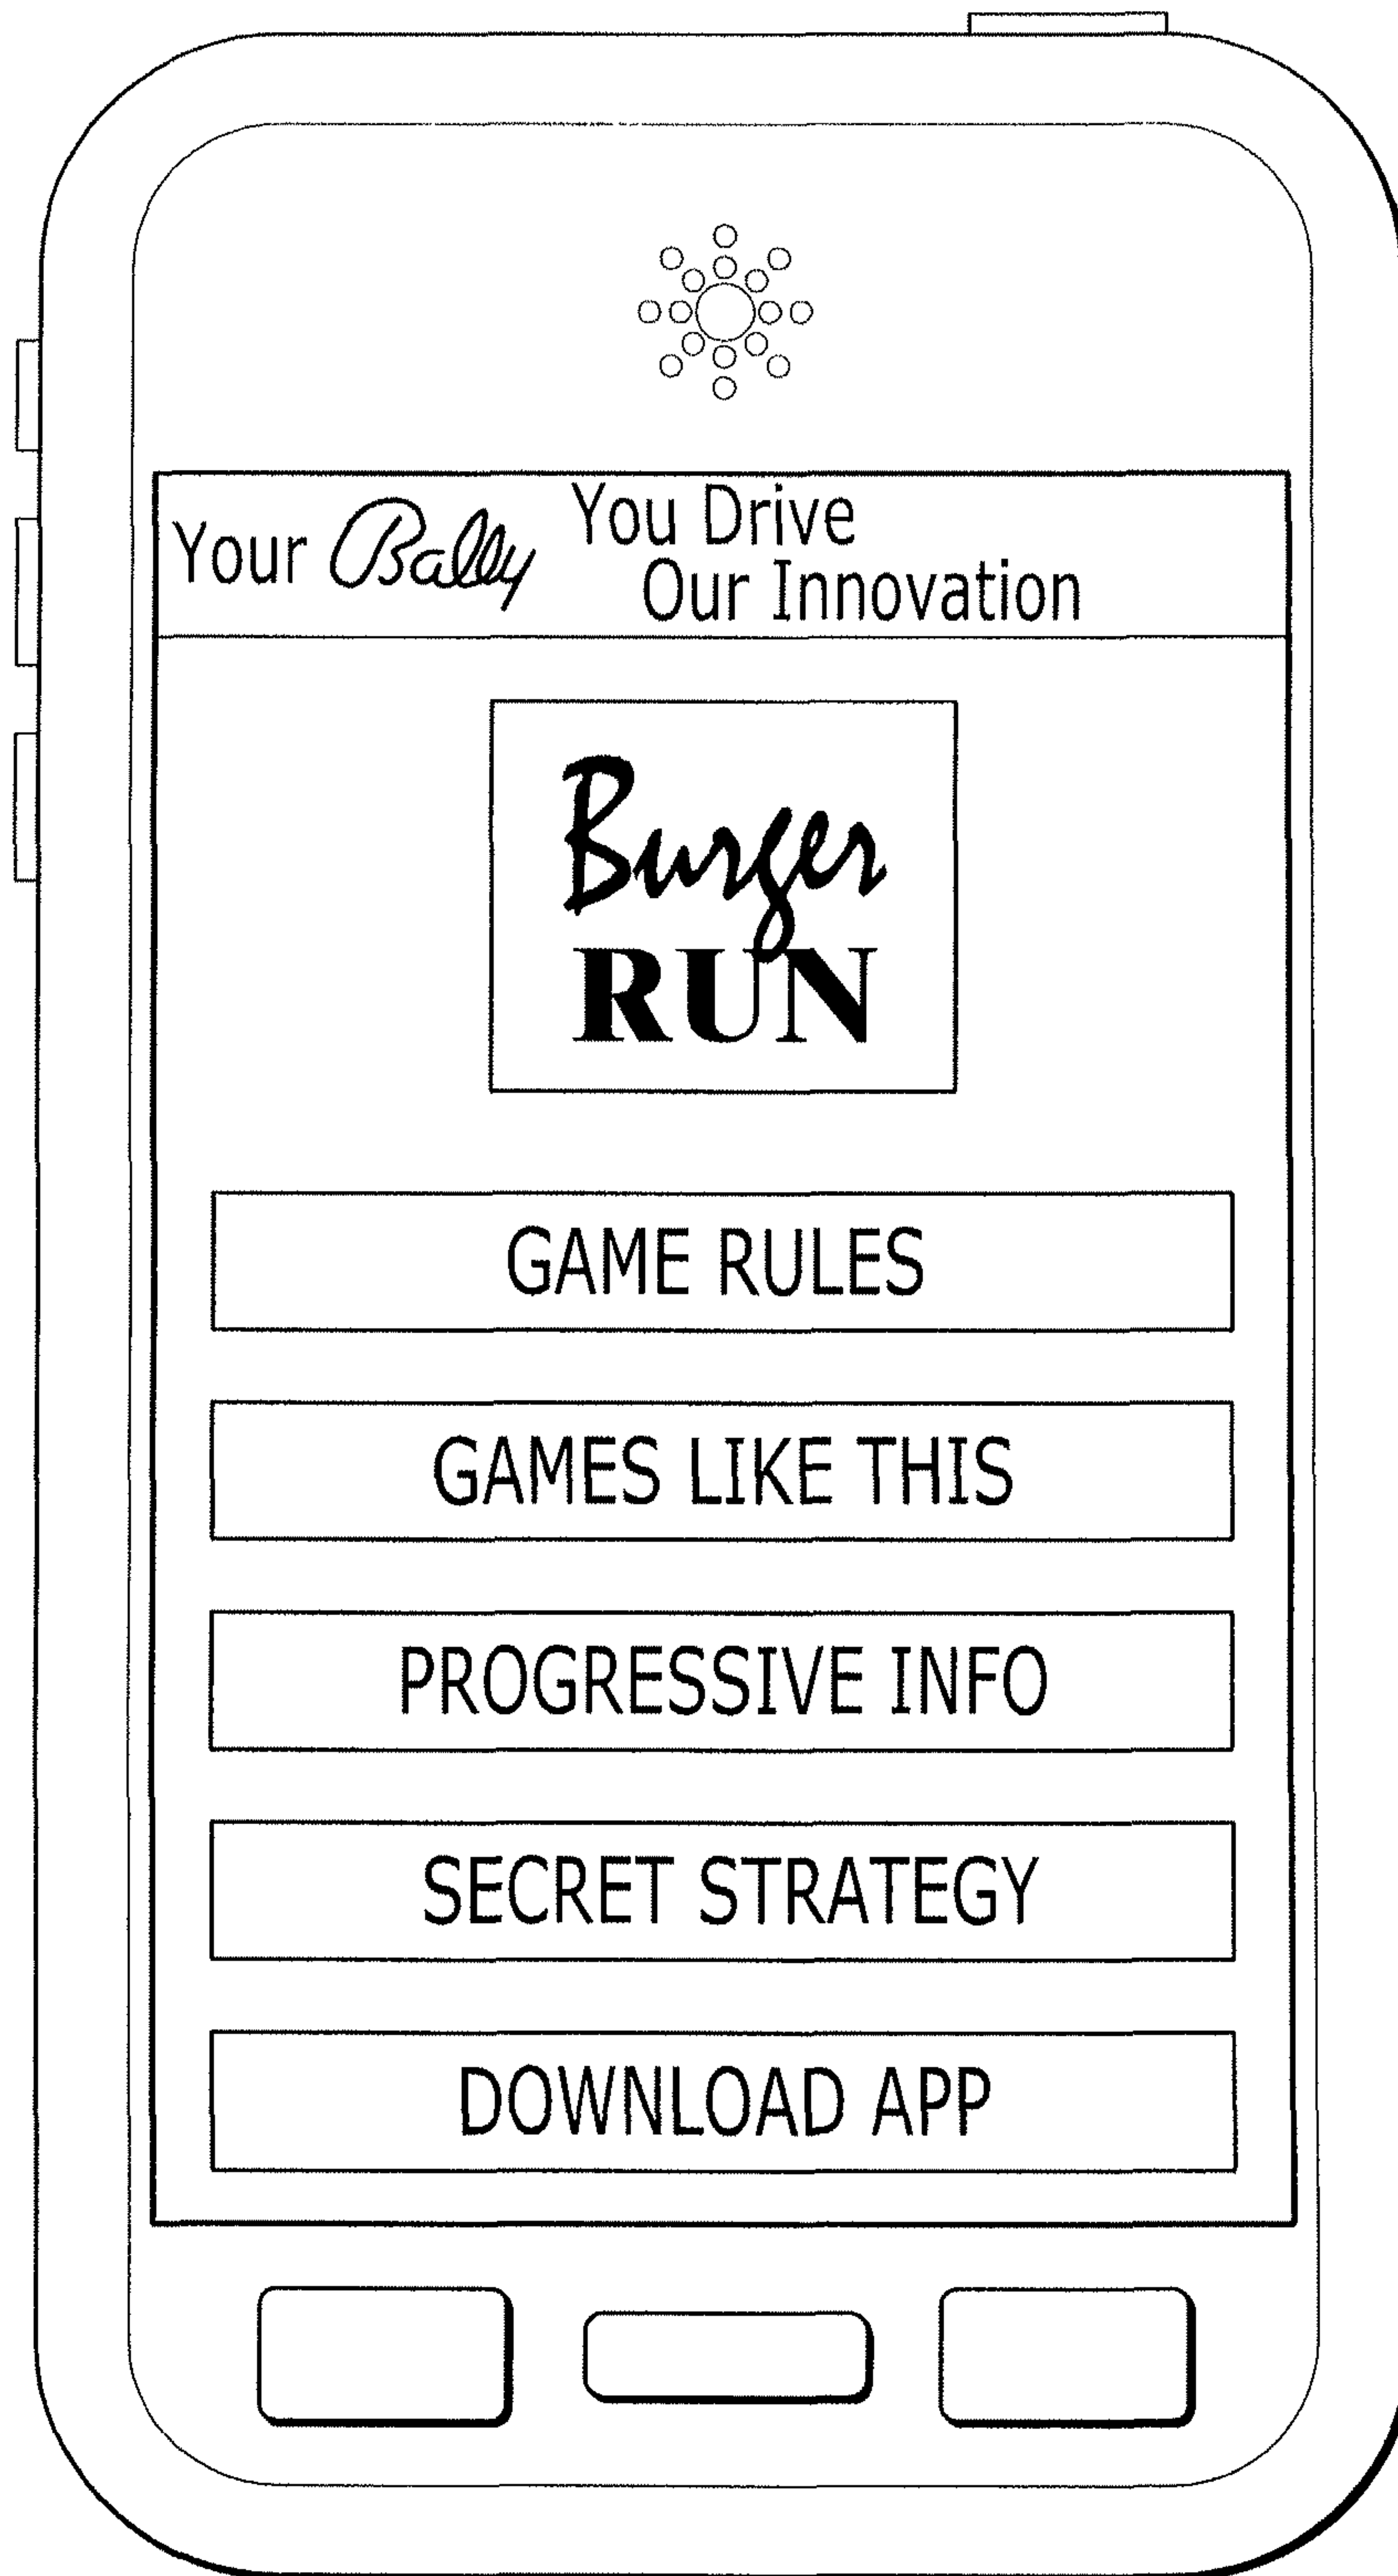 Your Bally You Drive
Our Innovation
Burger
RUN
GAME RULES
GAMES LIKE THIS
PROGRESSIVE INFO
SECRET STRATEGY
DOWNLOAD APP